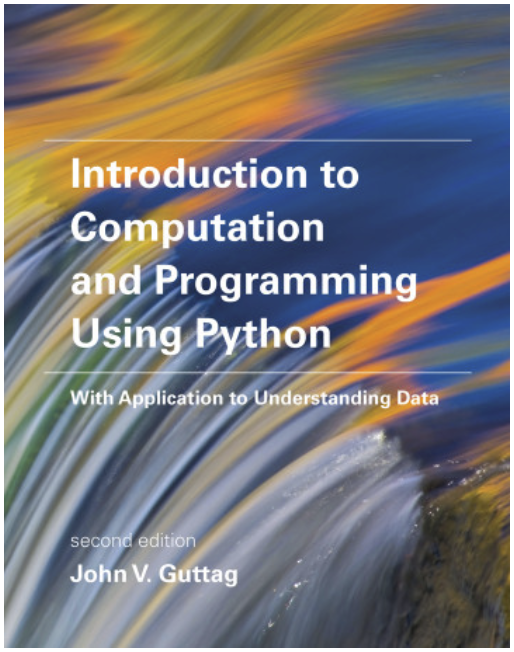 Introduction to
Computation
and Programming
Using Python
With Application to Understanding Data
second edition
John V. Guttag